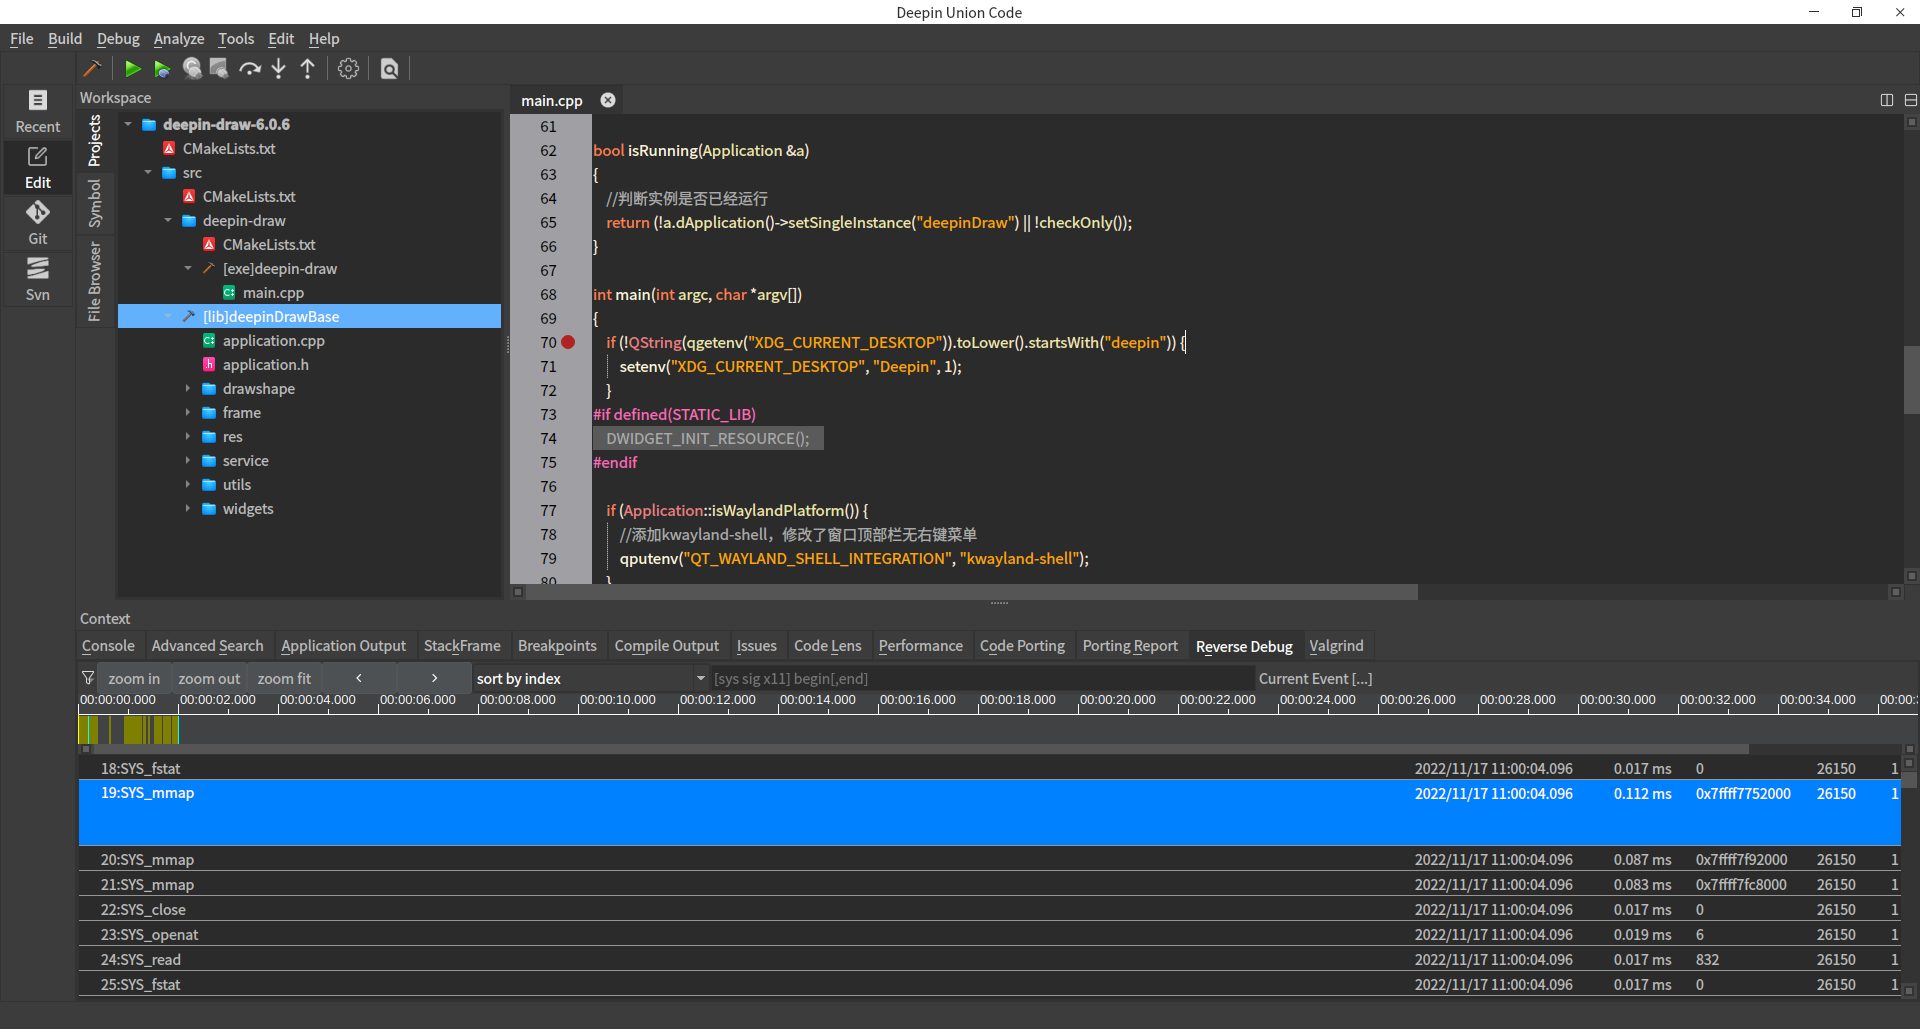 Deepin Union Code
File Build Debug Analyze Tools Edit Help
Recent
Edit
Git
Svn
Workspace
Projects
Symbol
File Browser
deepin-draw-6.0.6
CMakeLists.txt
src
CMakeLists.txt
deepin-draw
CMakeLists.txt
[exe]deepin-draw
main.cpp
[lib]deepinDrawBase
application.cpp
application.h
drawshape
frame
res
service
utils
widgets
main.cpp
61
62 bool isRunning(Application &a)
63 {
64 //判断实例是否已经运行
65 return (!a.dApplication()->setSingleInstance("deepinDraw") || !checkOnly());
66 }
67
68 int main(int argc, char *argv[])
69 {
70 if (!QString(qgetenv("XDG_CURRENT_DESKTOP")).toLower().startsWith("deepin")) {
71 setenv("XDG_CURRENT_DESKTOP", "Deepin", 1);
72 }
73 #if defined(STATIC_LIB)
74 DWIDGET_INIT_RESOURCE();
75 #endif
76
77 if (Application::isWaylandPlatform()) {
78 //添加kwayland-shell，修改了窗口顶部栏无右键菜单
79 qputenv("QT_WAYLAND_SHELL_INTEGRATION", "kwayland-shell");
80 }
Context
Console Advanced Search Application Output StackFrame Breakpoints Compile Output Issues Code Lens Performance Code Porting Porting Report Reverse Debug Valgrind
zoom in zoom out zoom fit < > sort by index [sys sig x11] begin[,end] Current Event [...]
00:00:00.000 00:00:02.000 00:00:04.000 00:00:06.000 00:00:08.000 00:00:10.000 00:00:12.000 00:00:14.000 00:00:16.000 00:00:18.000 00:00:20.000 00:00:22.000 00:00:24.000 00:00:26.000 00:00:28.000 00:00:30.000 00:00:32.000 00:00:34.000 00:00:
18:SYS_fstat 2022/11/17 11:00:04.096 0.017 ms 0 26150 1
19:SYS_mmap 2022/11/17 11:00:04.096 0.112 ms 0x7ffff7752000 26150 1
20:SYS_mmap 2022/11/17 11:00:04.096 0.087 ms 0x7ffff7f92000 26150 1
21:SYS_mmap 2022/11/17 11:00:04.096 0.083 ms 0x7ffff7fc8000 26150 1
22:SYS_close 2022/11/17 11:00:04.096 0.017 ms 0 26150 1
23:SYS_openat 2022/11/17 11:00:04.096 0.019 ms 6 26150 1
24:SYS_read 2022/11/17 11:00:04.096 0.017 ms 832 26150 1
25:SYS_fstat 2022/11/17 11:00:04.096 0.017 ms 0 26150 1